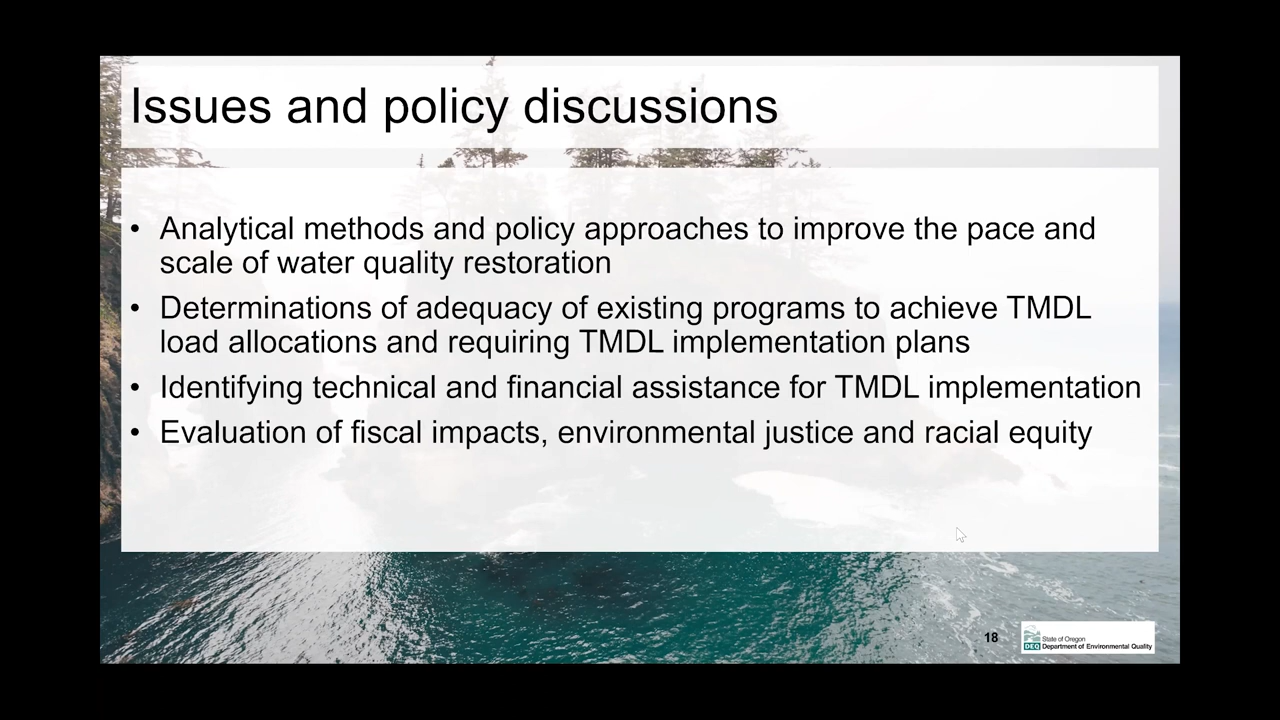 Issues and policy discussions
• Analytical methods and policy approaches to improve the pace and
scale of water quality restoration
• Determinations of adequacy of existing programs to achieve TMDL
load allocations and requiring TMDL implementation plans
• Identifying technical and financial assistance for TMDL implementation
• Evaluation of fiscal impacts, environmental justice and racial equity
18
State of Oregon
DEQ Department of Environmental Quality